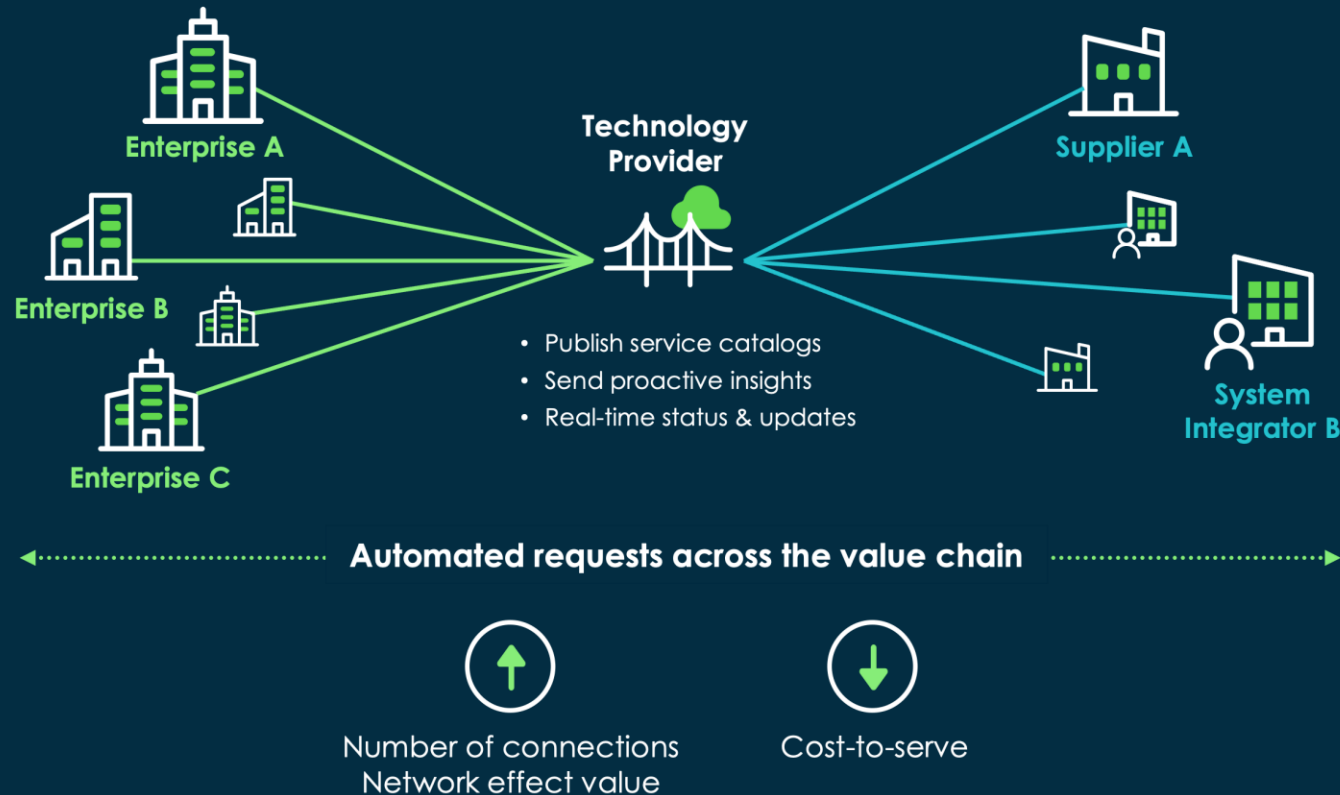 Enterprise A
Technology
Provider
Supplier A
Enterprise B
• Publish service catalogs
• Send proactive insights
• Real-time status & updates
System
Integrator B
Enterprise C
Automated requests across the value chain
Number of connections
Network effect value
Cost-to-serve